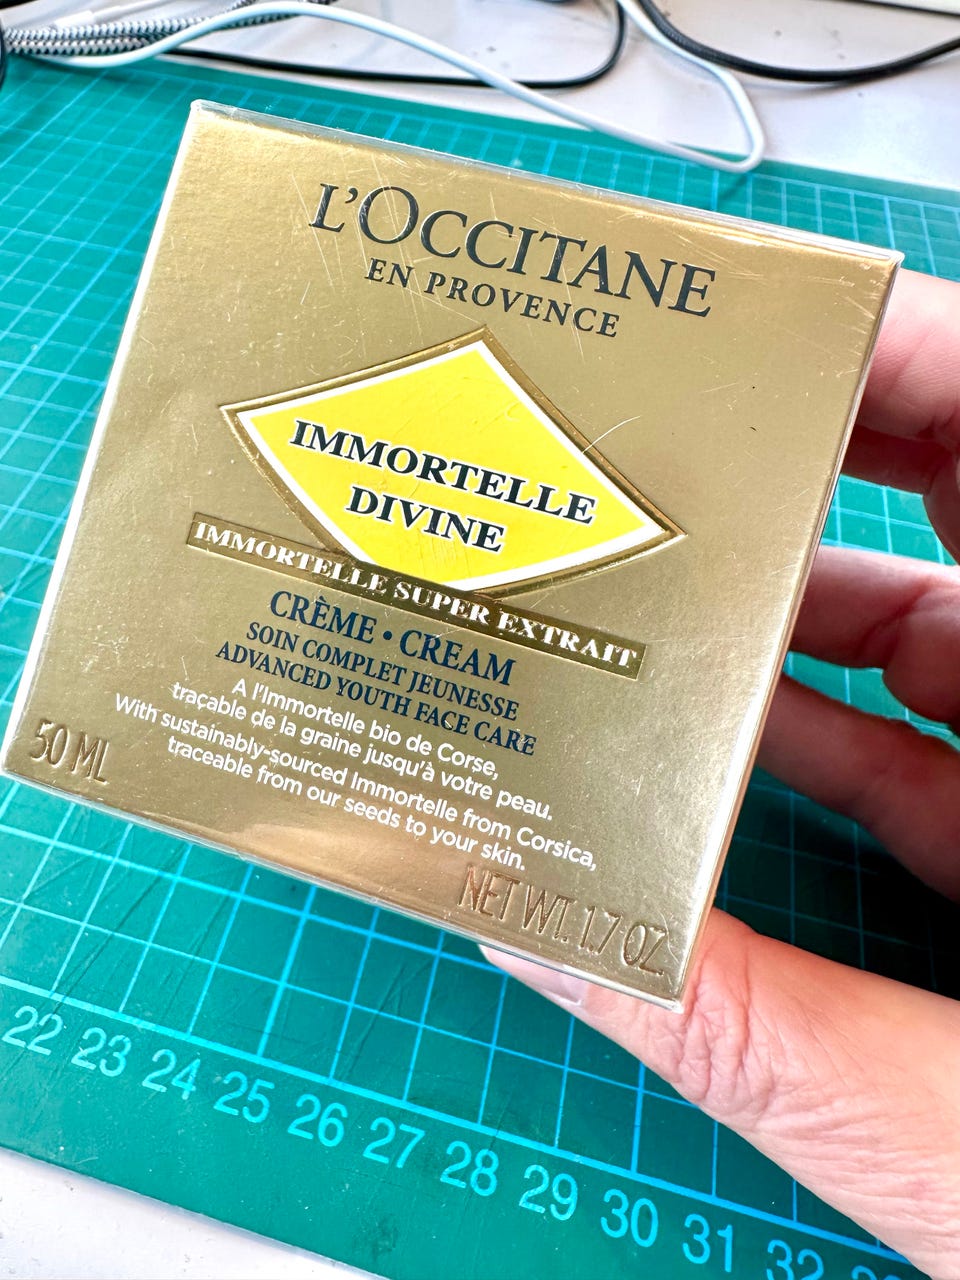 L'OCCITANE
EN PROVENCE
IMMORTELLE
DIVINE
IMMORTELLE SUPER EXTRAIT
CRÈME • CREAM
SOIN COMPLET JEUNESSE
ADVANCED YOUTH FACE CARE
A l'Immortelle bio de Corse,
traçable de la graine jusqu'à votre peau.
With sustainably-sourced Immortelle from Corsica,
traceable from our seeds to your skin.
50 ML
NET WT. 1.7 OZ.
22 23 24 25 26 27 28 29 30 31 32